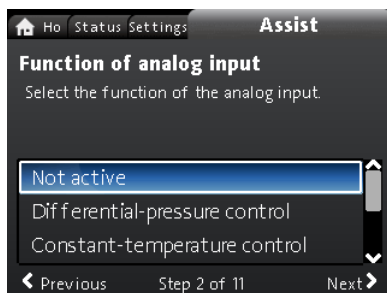 Ho Status Settings Assist
Function of analog input
Select the function of the analog input.
Not active
Differential-pressure control
Constant-temperature control
Previous Step 2 of 11 Next